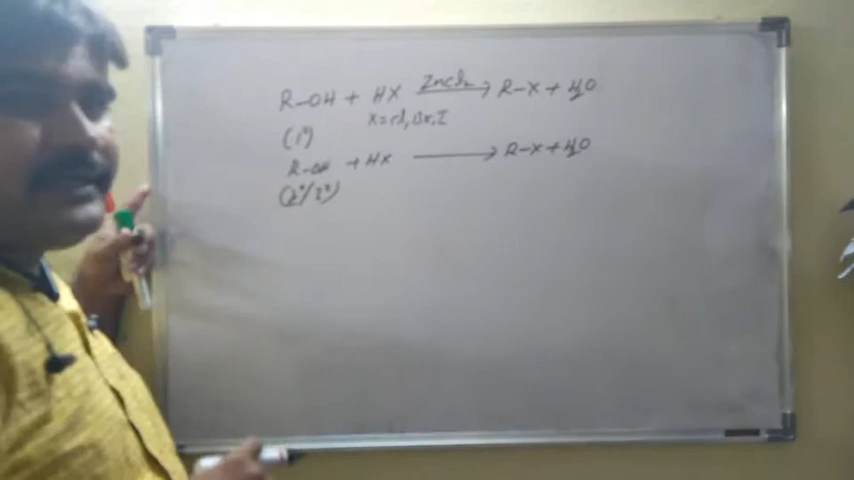 R-OH + HX ZnCl₂ → R-X + H₂O
(1°) X=Cl, Br, I
R-OH + HX → R-X + H₂O
(2°/3°)